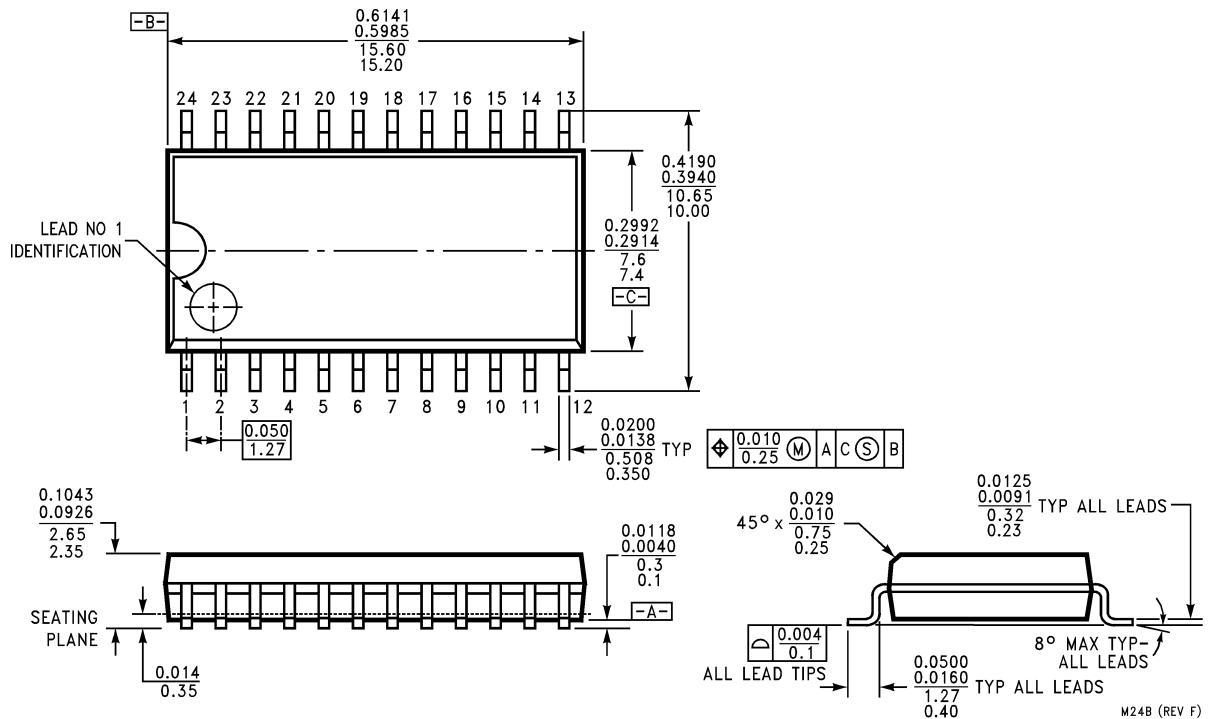 -B-
0.6141
0.5985
15.60
15.20
24 23 22 21 20 19 18 17 16 15 14 13
0.4190
0.3940
10.65
10.00
LEAD NO 1
IDENTIFICATION
0.2992
0.2914
7.6
7.4
-C-
1 2 3 4 5 6 7 8 9 10 11 12
0.050
1.27
0.0200
0.0138
0.508
0.350
TYP
0.010
0.25
M A C S B
0.1043
0.0926
2.65
2.35
0.0118
0.0040
0.3
0.1
-A-
SEATING
PLANE
0.014
0.35
45° x
0.029
0.010
0.75
0.25
0.0125
0.0091
0.32
0.23
TYP ALL LEADS
0.004
0.1
ALL LEAD TIPS
8° MAX TYP-
ALL LEADS
0.0500
0.0160
1.27
0.40
TYP ALL LEADS
M24B (REV F)